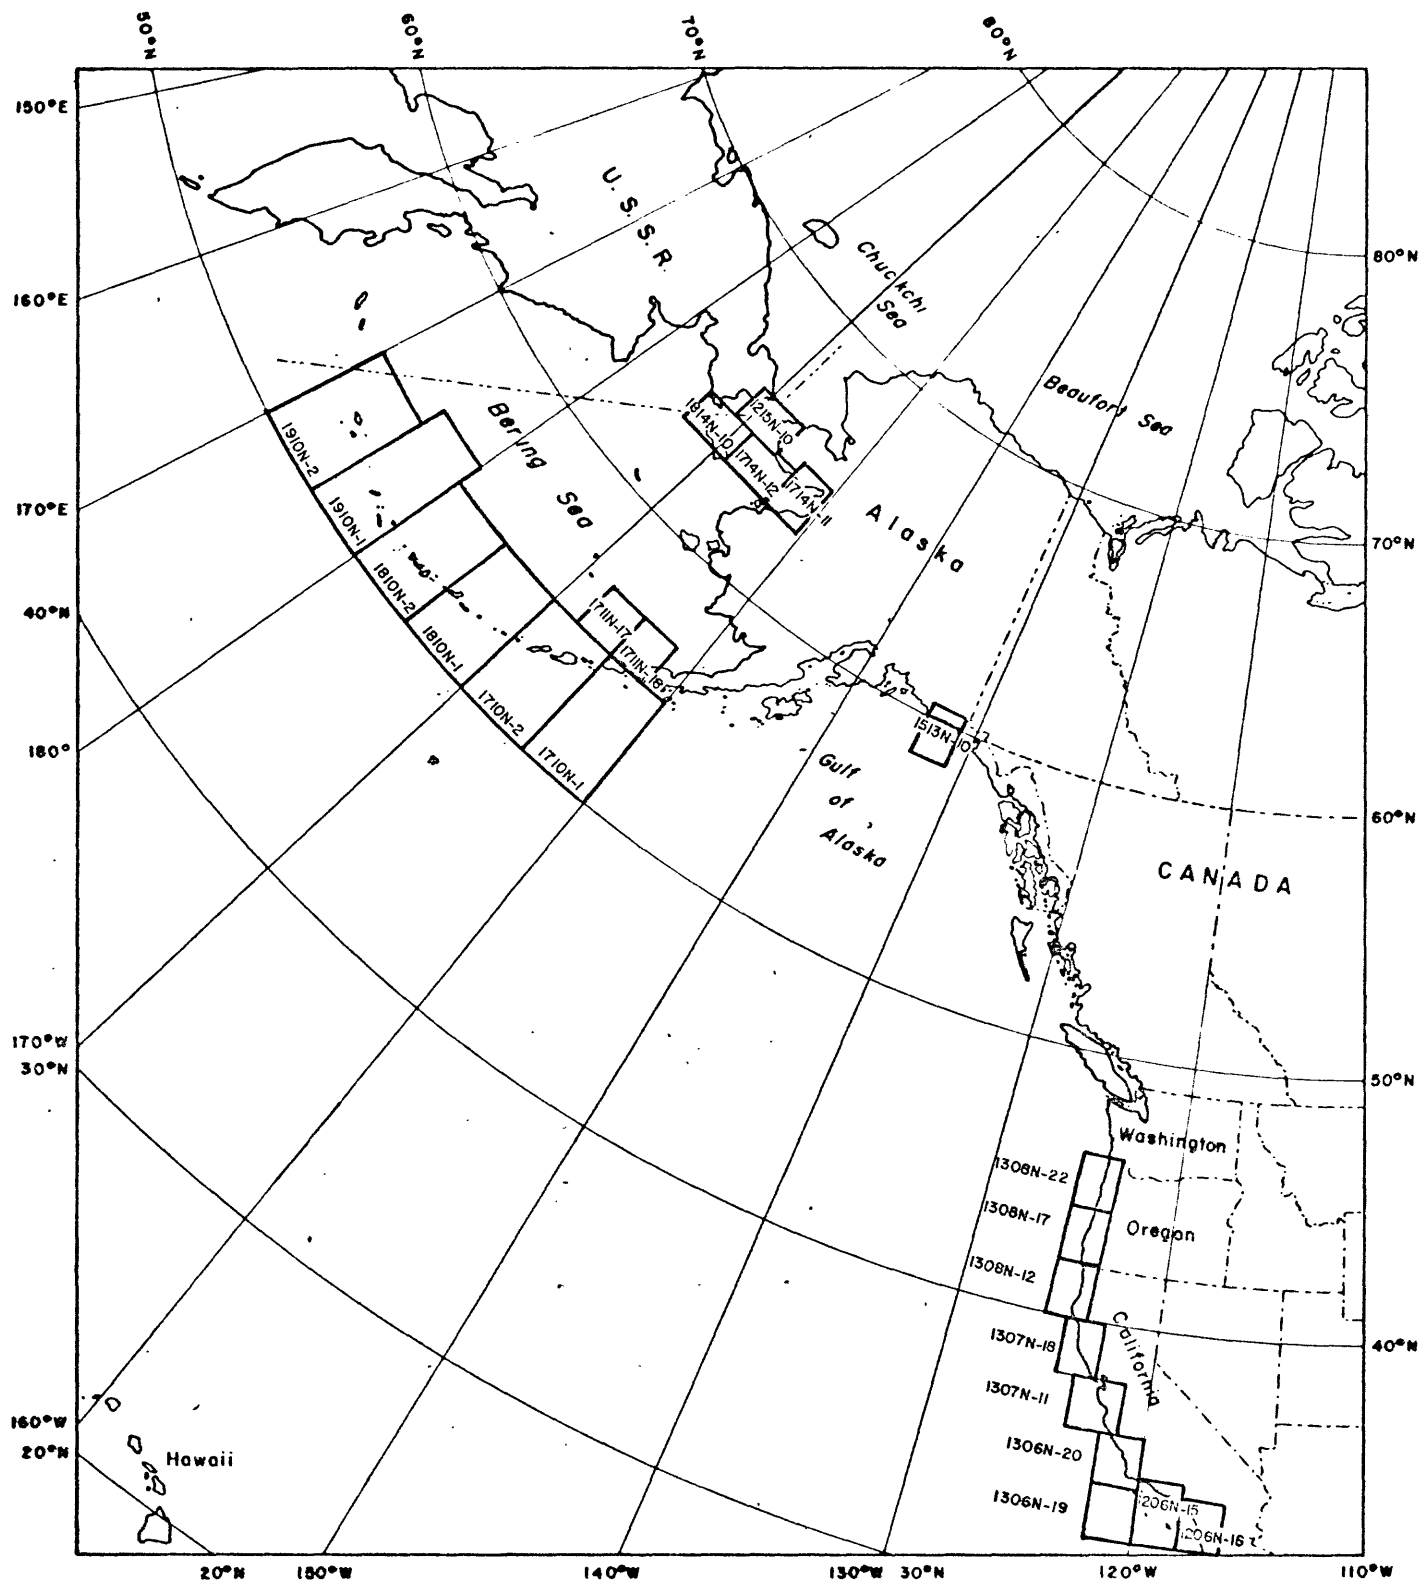 50°N
60°N
70°N
80°N
150°E
160°E
170°E
40°N
180°
170°W
30°N
160°W
20°N
80°N
70°N
60°N
50°N
40°N
20°N
150°W
140°W
130°W
30°N
120°W
110°W
U.S.S.R.
Chuckchi
Sea
Beaufort Sea
Bering
Sea
Alaska
Gulf
of
Alaska
CANADA
Washington
Oregon
California
Hawaii
1910N-2
1910N-1
1810N-2
1810N-1
1710N-2
1710N-1
1711N-17
1711N-18
1814N-10
1215N-10
1714N-12
1714N-11
1513N-10
1308N-22
1308N-17
1308N-12
1307N-18
1307N-11
1306N-20
1306N-19
1206N-15
1206N-16